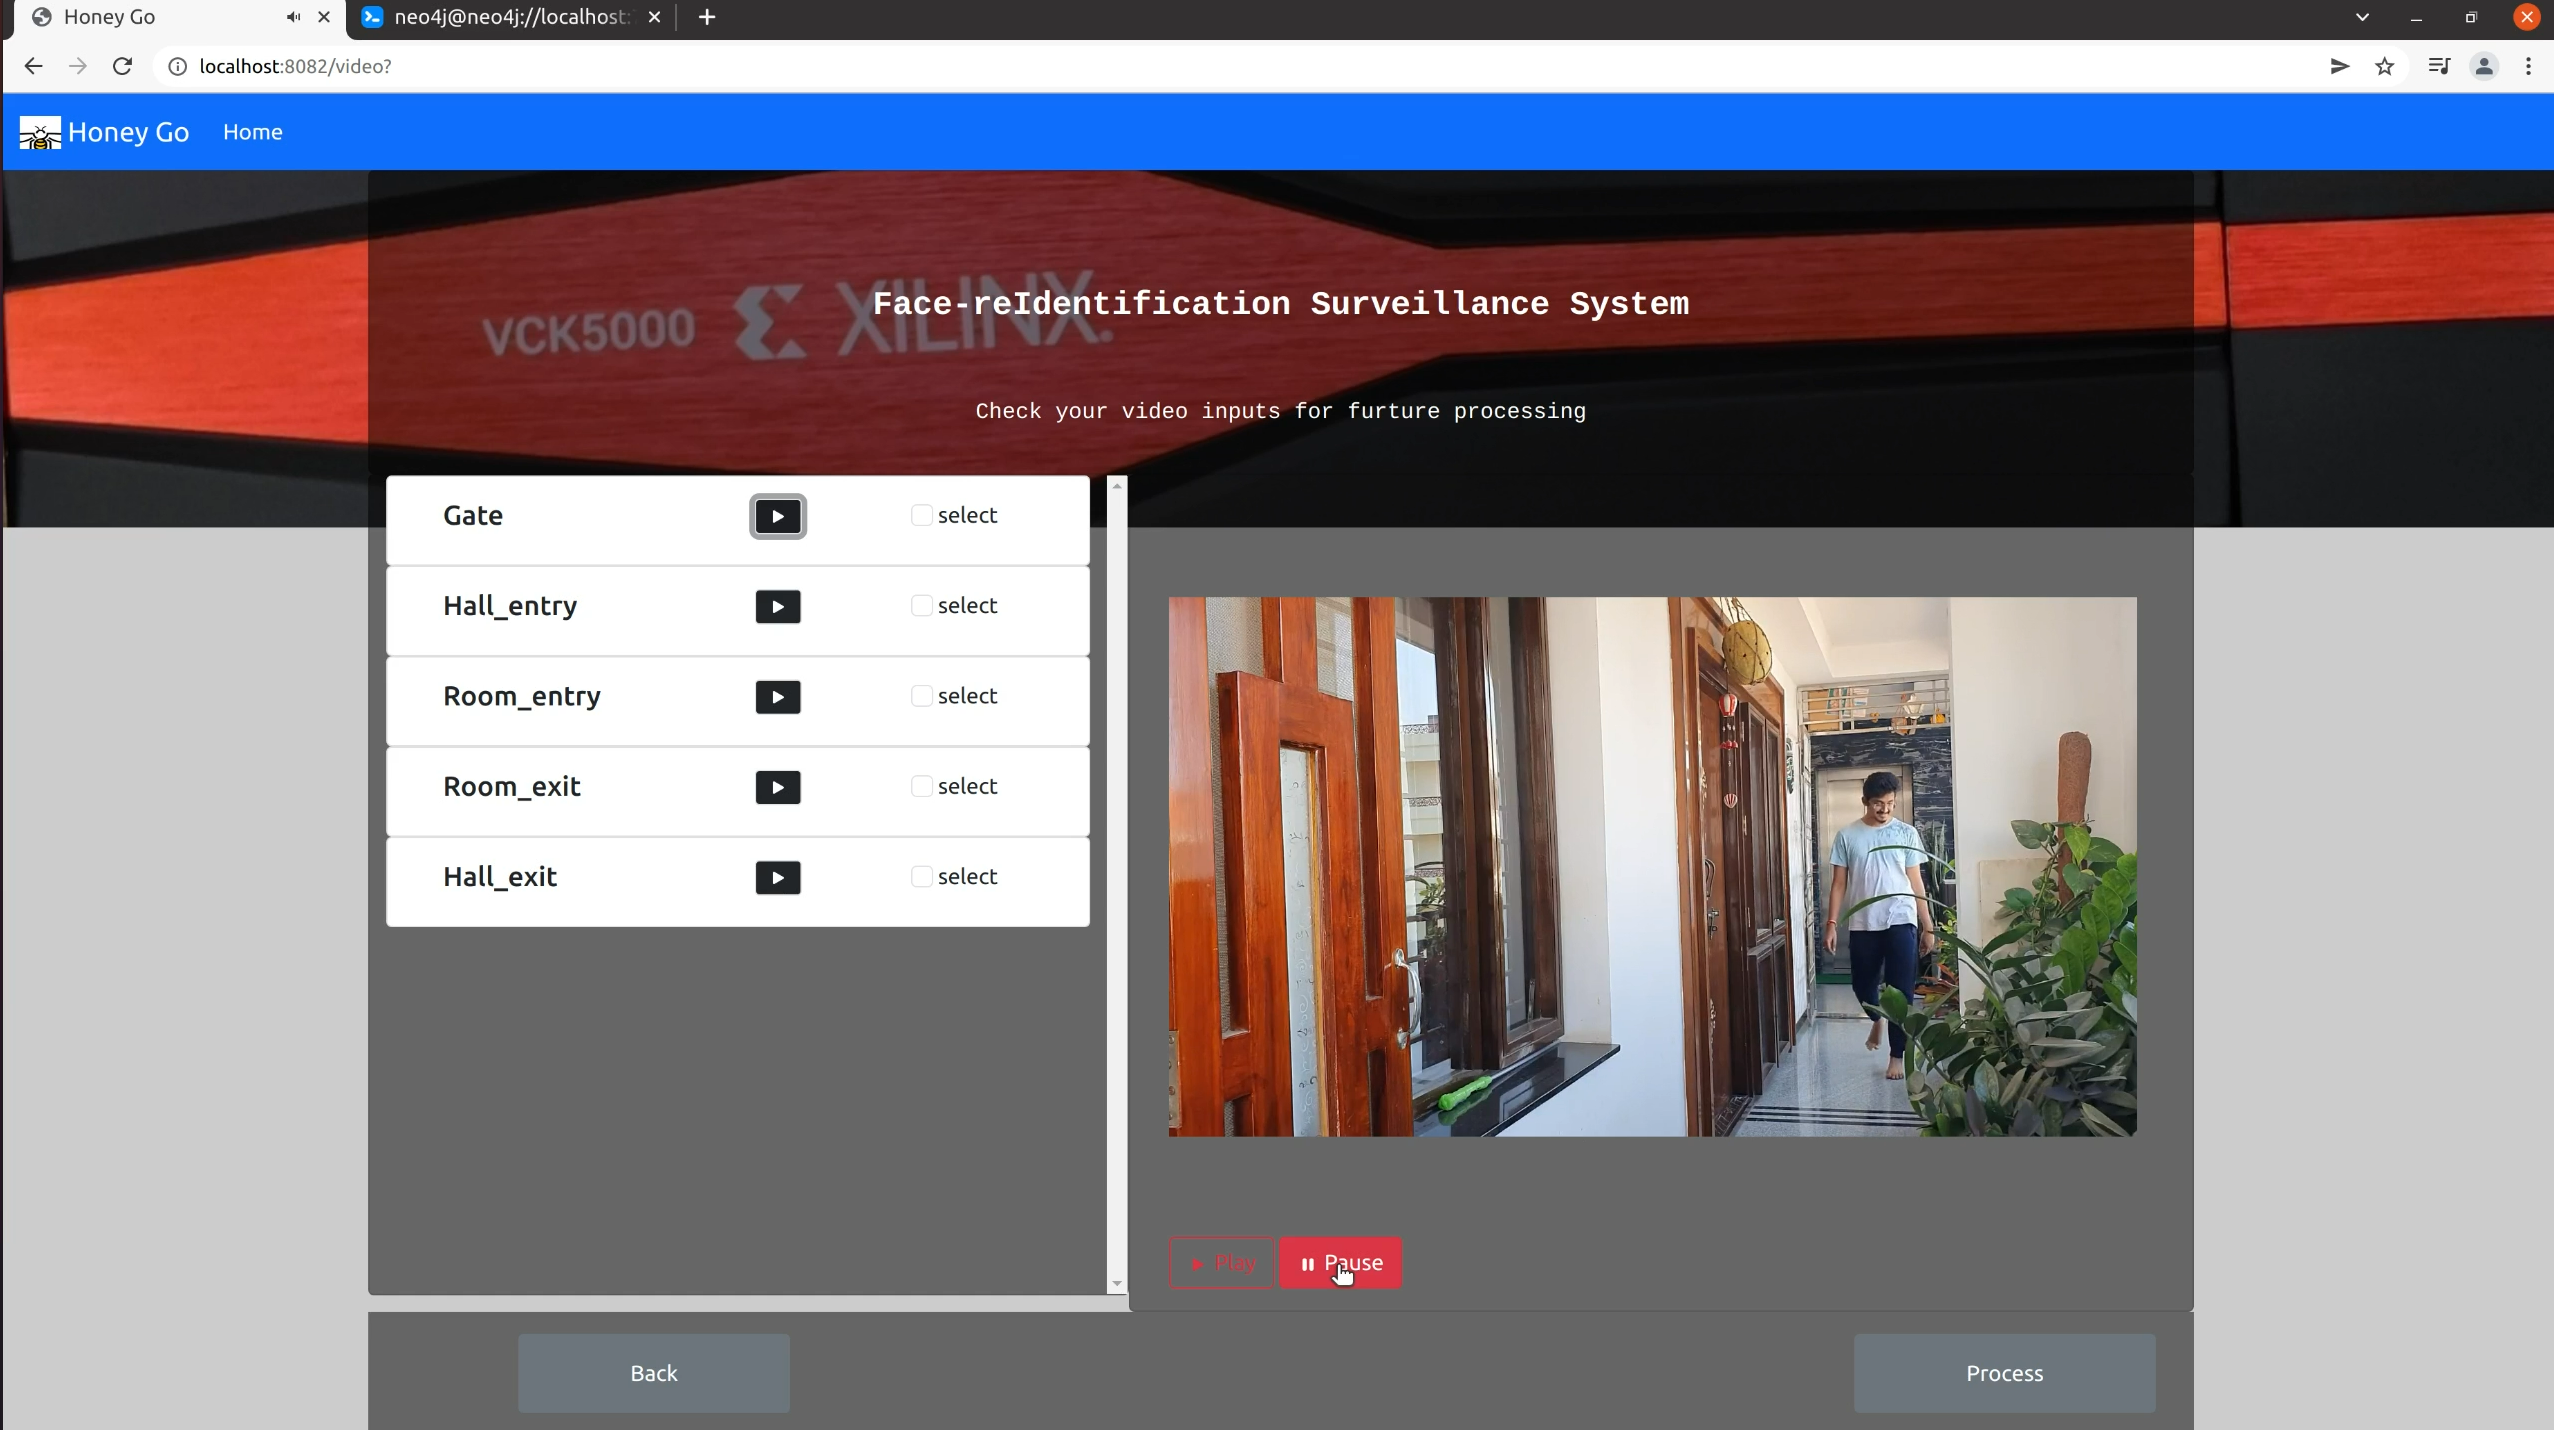 Honey Go
neo4j@neo4j://localhost:
localhost:8082/video?
Honey Go Home
VCK5000 XILINX.
Face-reIdentification Surveillance System
Check your video inputs for furture processing
Gate select
Hall_entry select
Room_entry select
Room_exit select
Hall_exit select
Play Pause
Back Process